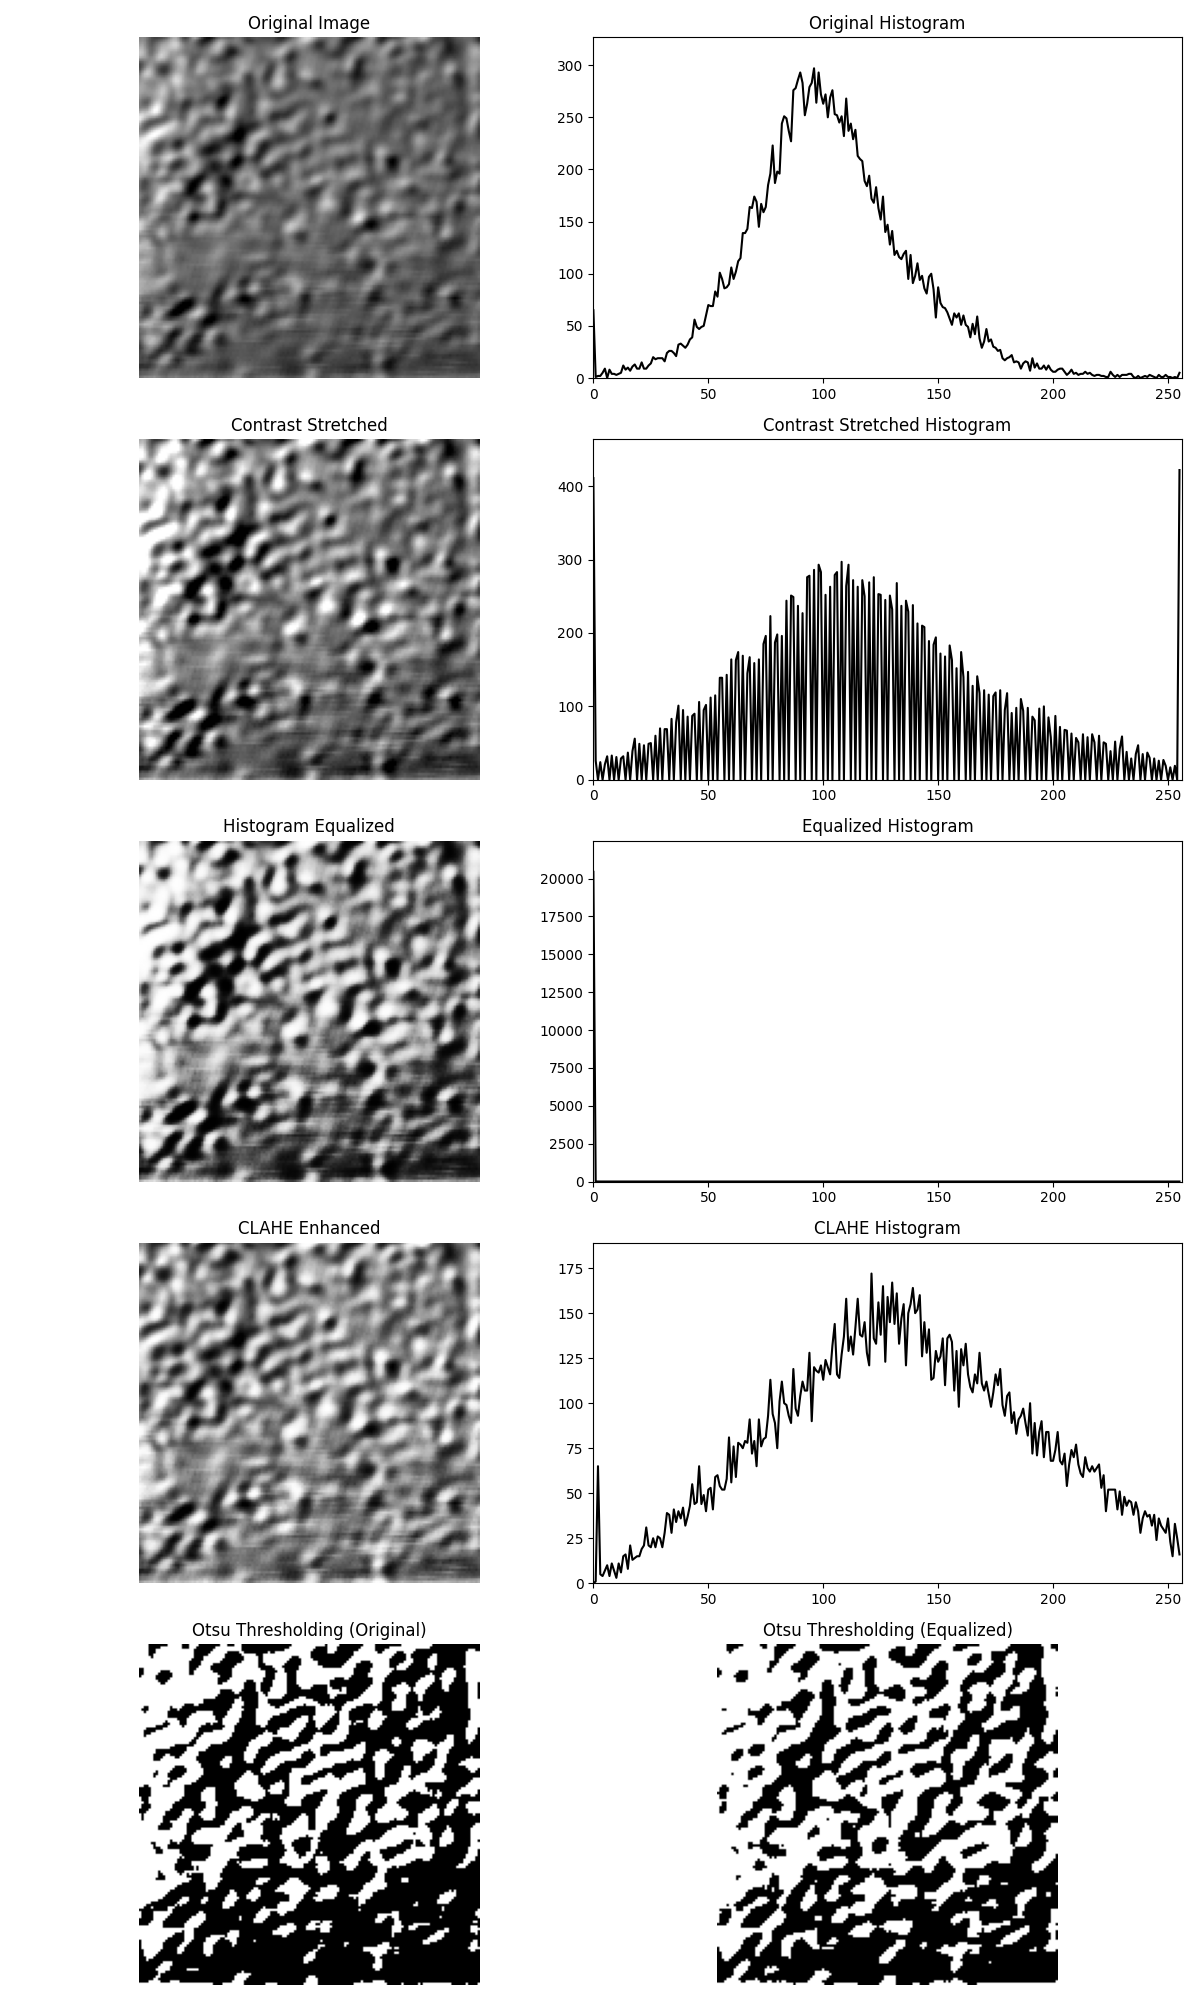 Original Image
Original Histogram
300
250
200
150
100
50
0
0 50 100 150 200 250
Contrast Stretched
Contrast Stretched Histogram
400
300
200
100
0
0 50 100 150 200 250
Histogram Equalized
Equalized Histogram
20000
17500
15000
12500
10000
7500
5000
2500
0
0 50 100 150 200 250
CLAHE Enhanced
CLAHE Histogram
175
150
125
100
75
50
25
0
0 50 100 150 200 250
Otsu Thresholding (Original)
Otsu Thresholding (Equalized)